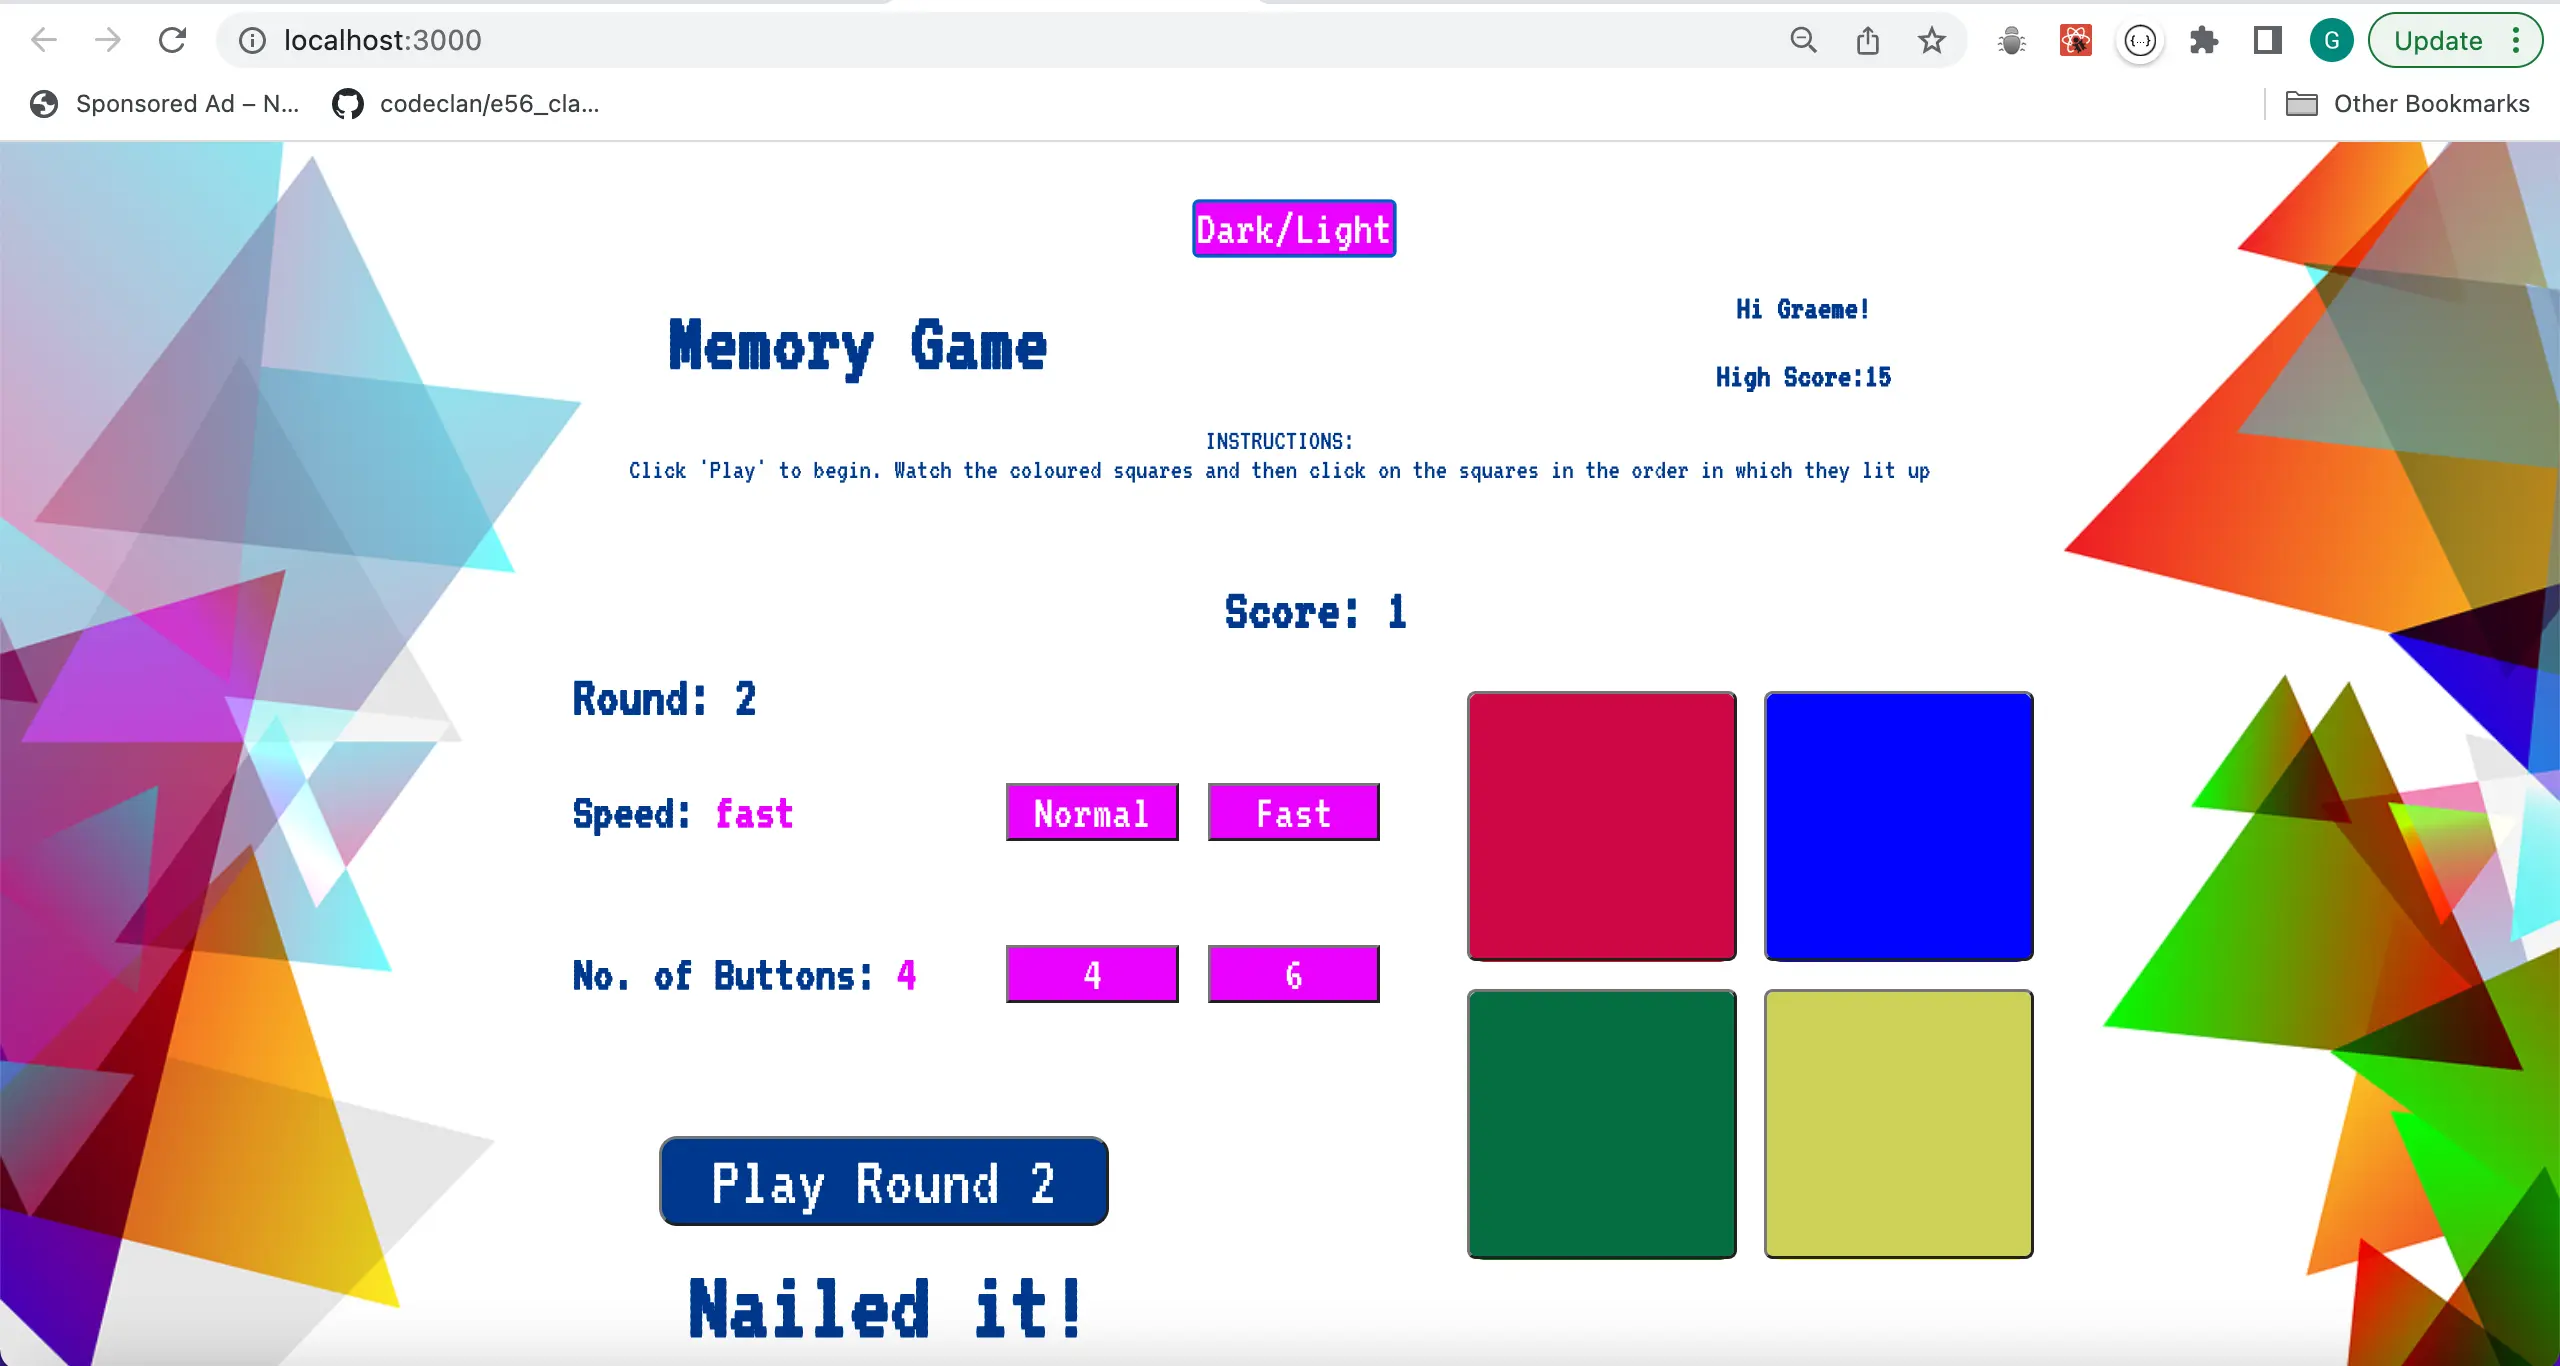 localhost:3000
G
Update
Sponsored Ad – N...
codeclan/e56_cla...
Other Bookmarks
Dark/Light
Memory Game
Hi Graeme!
High Score:15
INSTRUCTIONS:
Click 'Play' to begin. Watch the coloured squares and then click on the squares in the order in which they lit up
Score: 1
Round: 2
Speed: fast
Normal
Fast
No. of Buttons: 4
4
6
Play Round 2
Nailed it!